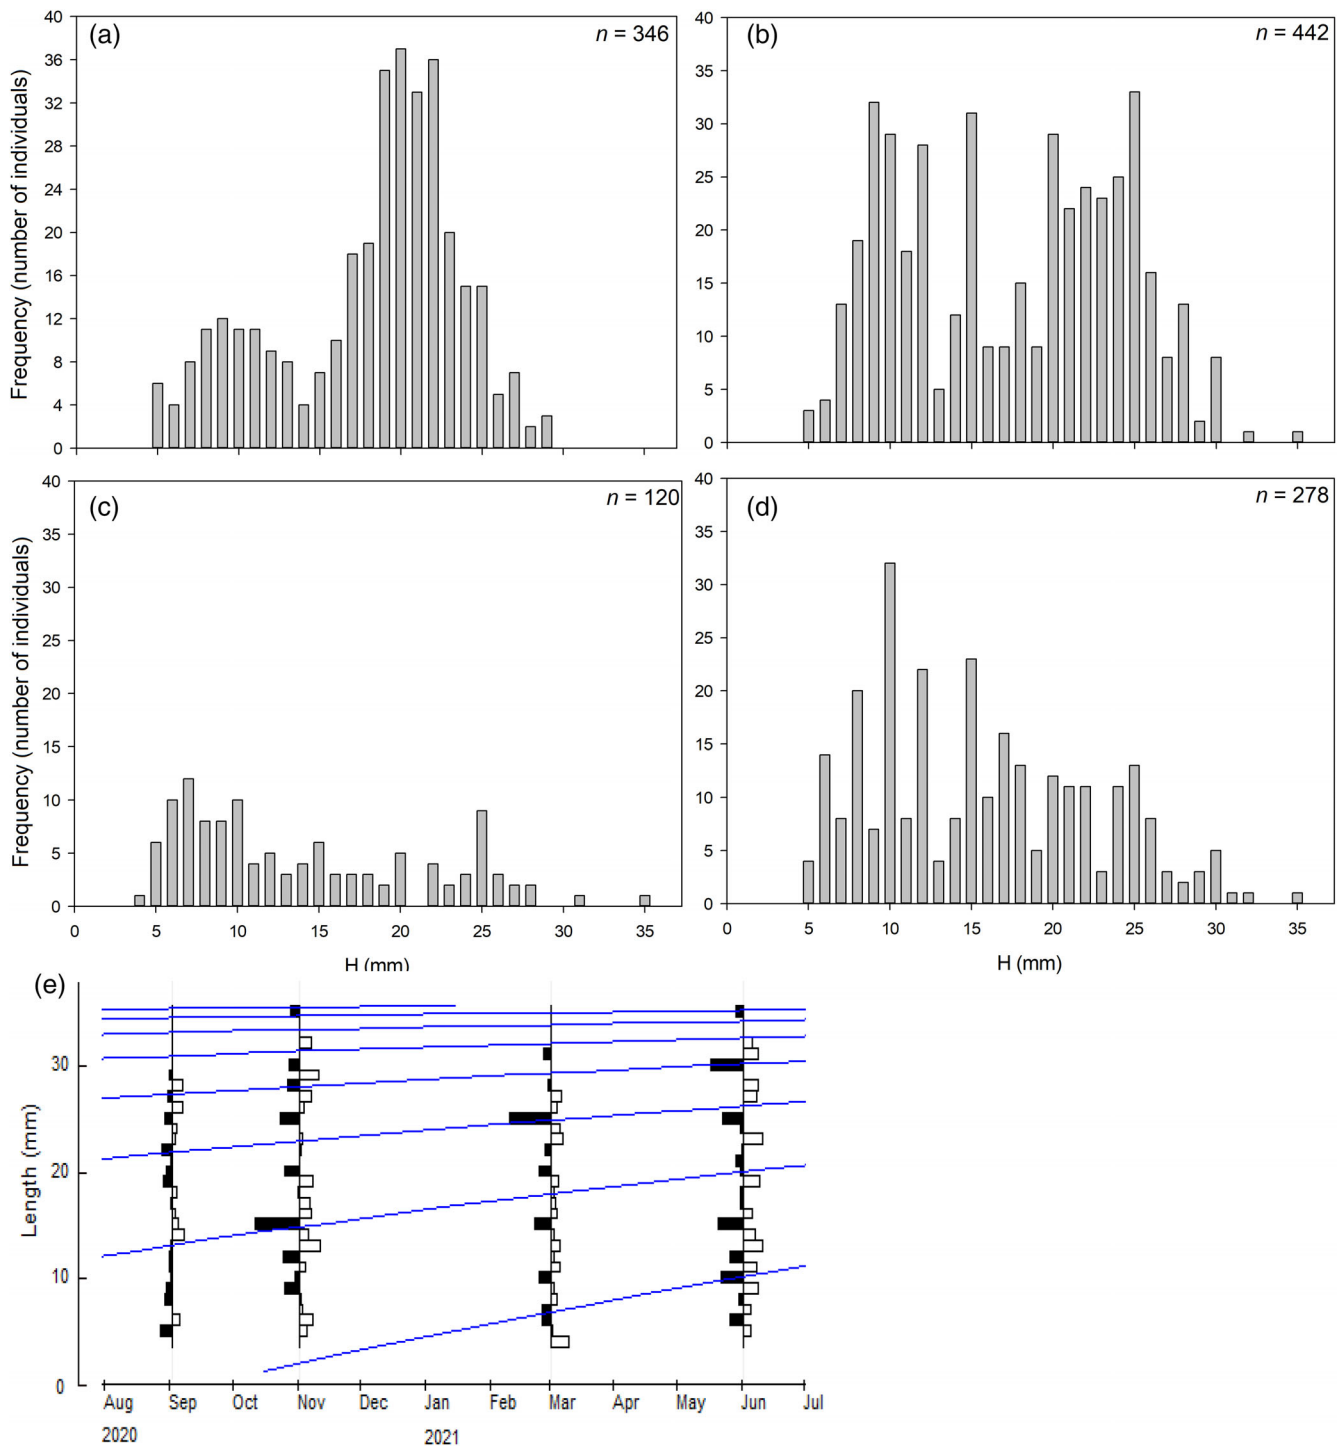 (a)
n = 346
Frequency (number of individuals)
40
36
32
28
24
20
16
12
8
4
0
(b)
n = 442
40
35
30
25
20
15
10
5
0
(c)
n = 120
Frequency (number of individuals)
40
35
30
25
20
15
10
5
0
0 5 10 15 20 25 30 35
H (mm)
(d)
n = 278
40
35
30
25
20
15
10
5
0
0 5 10 15 20 25 30 35
H (mm)
(e)
Length (mm)
30
20
10
0
Aug Sep Oct Nov Dec Jan Feb Mar Apr May Jun Jul
2020 2021